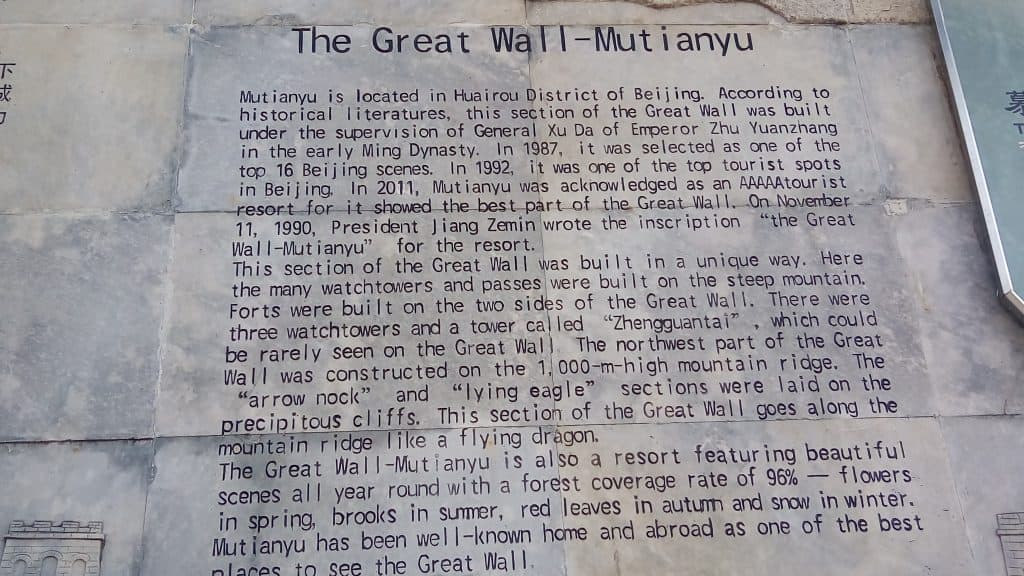 The Great Wall-Mutianyu
Mutianyu is located in Huairou District of Beijing. According to
historical literatures, this section of the Great Wall was built
under the supervision of General Xu Da of Emperor Zhu Yuanzhang
in the early Ming Dynasty. In 1987, it was selected as one of the
top 16 Beijing scenes. In 1992, it was one of the top tourist spots
in Beijing. In 2011, Mutianyu was acknowledged as an AAAAAtourist
resort for it showed the best part of the Great Wall. On November
11, 1990, President Jiang Zemin wrote the inscription “the Great
Wall-Mutianyu” for the resort.
This section of the Great Wall was built in a unique way. Here
the many watchtowers and passes were built on the steep mountain.
Forts were built on the two sides of the Great Wall. There were
three watchtowers and a tower called “Zhengguantai”, which could
be rarely seen on the Great Wall. The northwest part of the Great
Wall was constructed on the 1,000-m-high mountain ridge. The
“arrow nock” and “lying eagle” sections were laid on the
precipitous cliffs. This section of the Great Wall goes along the
mountain ridge like a flying dragon.
The Great Wall-Mutianyu is also a resort featuring beautiful
scenes all year round with a forest coverage rate of 96% — flowers
in spring, brooks in summer, red leaves in autumn and snow in winter.
Mutianyu has been well-known home and abroad as one of the best
places to see the Great Wall.